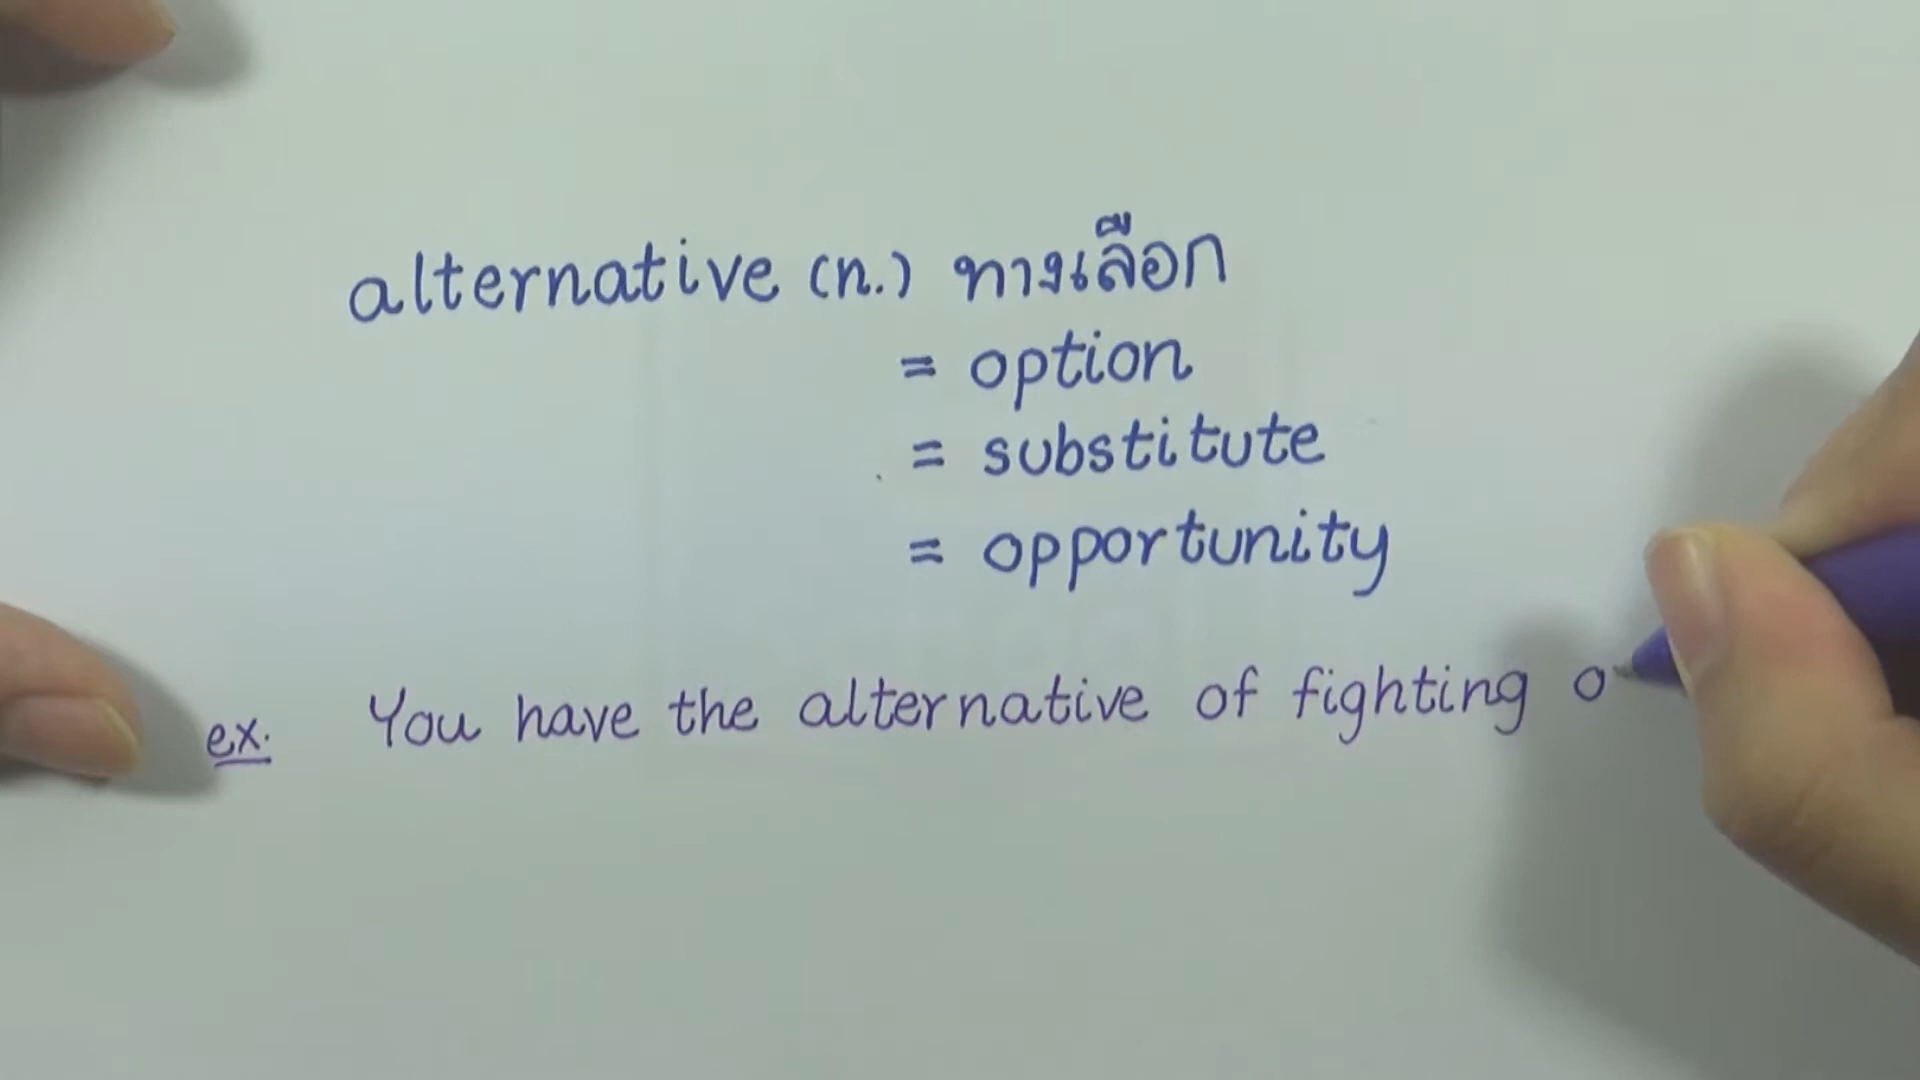 alternative (n.) ทางเลือก
= option
= substitute
= opportunity
ex. You have the alternative of fighting o